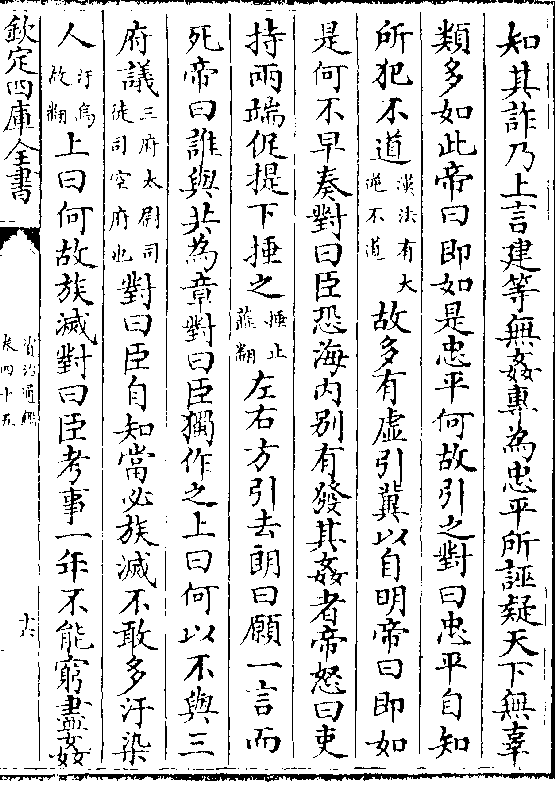 知其詐乃上言建等無姦專為忠平所誣疑天下無辜
類多如此帝曰即如是忠平何故引之對曰忠平自知
所犯不道漢法有大逆不道故多有虛引冀以自明帝曰即如
是何不早奏對曰臣恐海内别有發其姦者帝怒曰吏
持兩端促提下捶之捶止蘂翻左右方引去朗曰願一言而
死帝曰誰與共為章對曰臣獨作之上曰何以不與三
府議三府太尉司徒司空府也對曰臣自知當必族滅不敢多汙染
人汙烏故翻上曰何故族滅對曰臣考事一年不能窮盡姦
欽定四庫全書
資治通鑑
卷四十五
十六